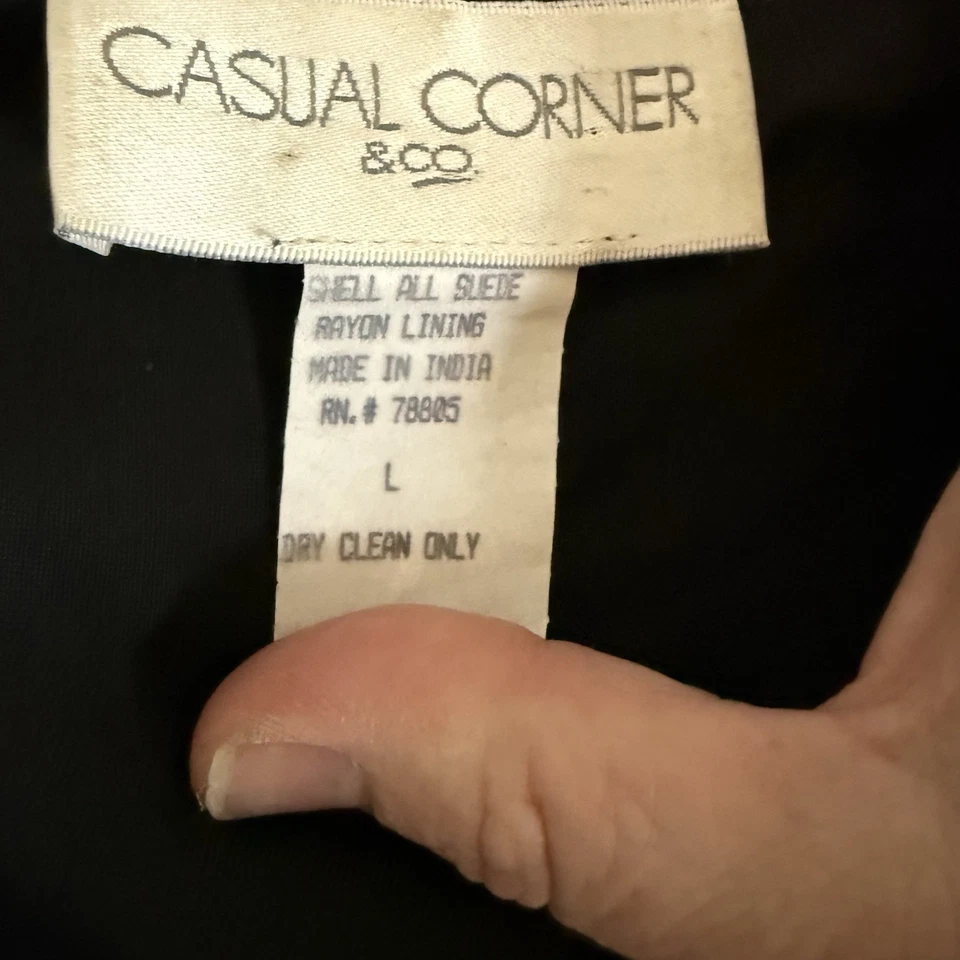 CASUAL CORNER
&CO.
SHELL ALL SUEDE
RAYON LINING
MADE IN INDIA
RN.# 78805
L
DRY CLEAN ONLY